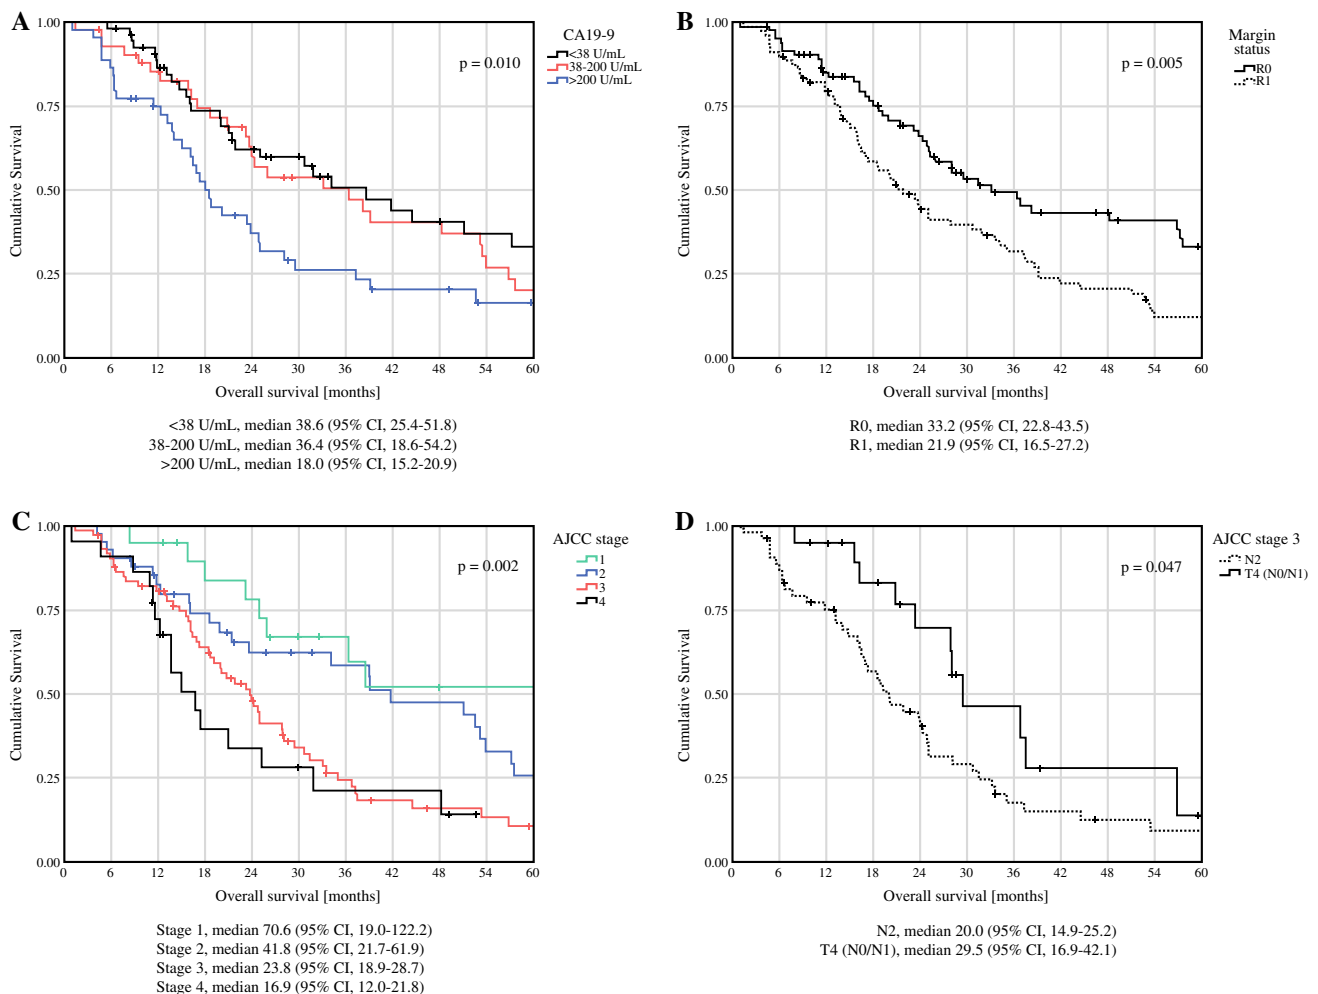 A
1.00
0.75
0.50
0.25
0.00
Cumulative Survival
0 6 12 18 24 30 36 42 48 54 60
Overall survival [months]
p = 0.010
CA19-9
<38 U/mL
38-200 U/mL
>200 U/mL
<38 U/mL, median 38.6 (95% CI, 25.4-51.8)
38-200 U/mL, median 36.4 (95% CI, 18.6-54.2)
>200 U/mL, median 18.0 (95% CI, 15.2-20.9)
B
1.00
0.75
0.50
0.25
0.00
Cumulative Survival
0 6 12 18 24 30 36 42 48 54 60
Overall survival [months]
p = 0.005
Margin
status
R0
R1
R0, median 33.2 (95% CI, 22.8-43.5)
R1, median 21.9 (95% CI, 16.5-27.2)
C
1.00
0.75
0.50
0.25
0.00
Cumulative Survival
0 6 12 18 24 30 36 42 48 54 60
Overall survival [months]
p = 0.002
AJCC stage
1
2
3
4
Stage 1, median 70.6 (95% CI, 19.0-122.2)
Stage 2, median 41.8 (95% CI, 21.7-61.9)
Stage 3, median 23.8 (95% CI, 18.9-28.7)
Stage 4, median 16.9 (95% CI, 12.0-21.8)
D
1.00
0.75
0.50
0.25
0.00
Cumulative Survival
0 6 12 18 24 30 36 42 48 54 60
Overall survival [months]
p = 0.047
AJCC stage 3
N2
T4 (N0/N1)
N2, median 20.0 (95% CI, 14.9-25.2)
T4 (N0/N1), median 29.5 (95% CI, 16.9-42.1)